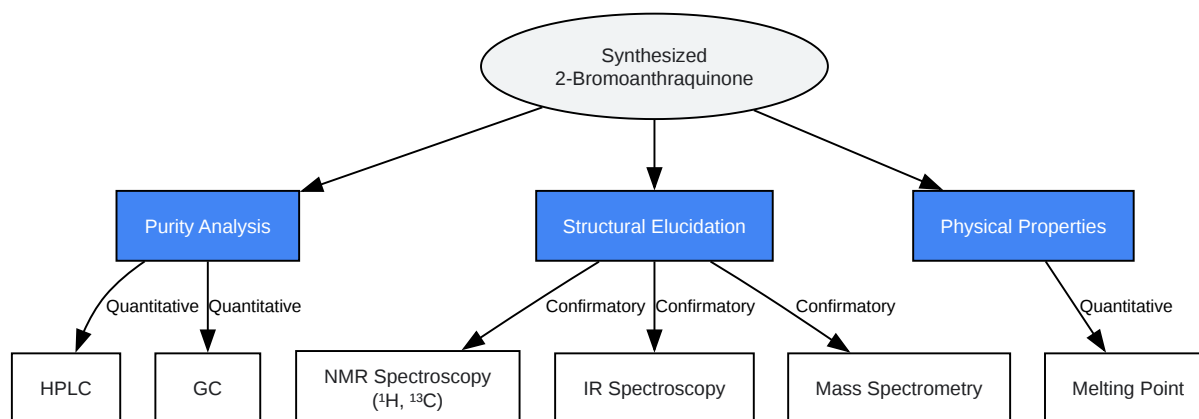 Synthesized
2-Bromoanthraquinone
Purity Analysis
Structural Elucidation
Physical Properties
Quantitative
Quantitative
Confirmatory
Confirmatory
Confirmatory
Quantitative
HPLC
GC
NMR Spectroscopy
(¹H, ¹³C)
IR Spectroscopy
Mass Spectrometry
Melting Point